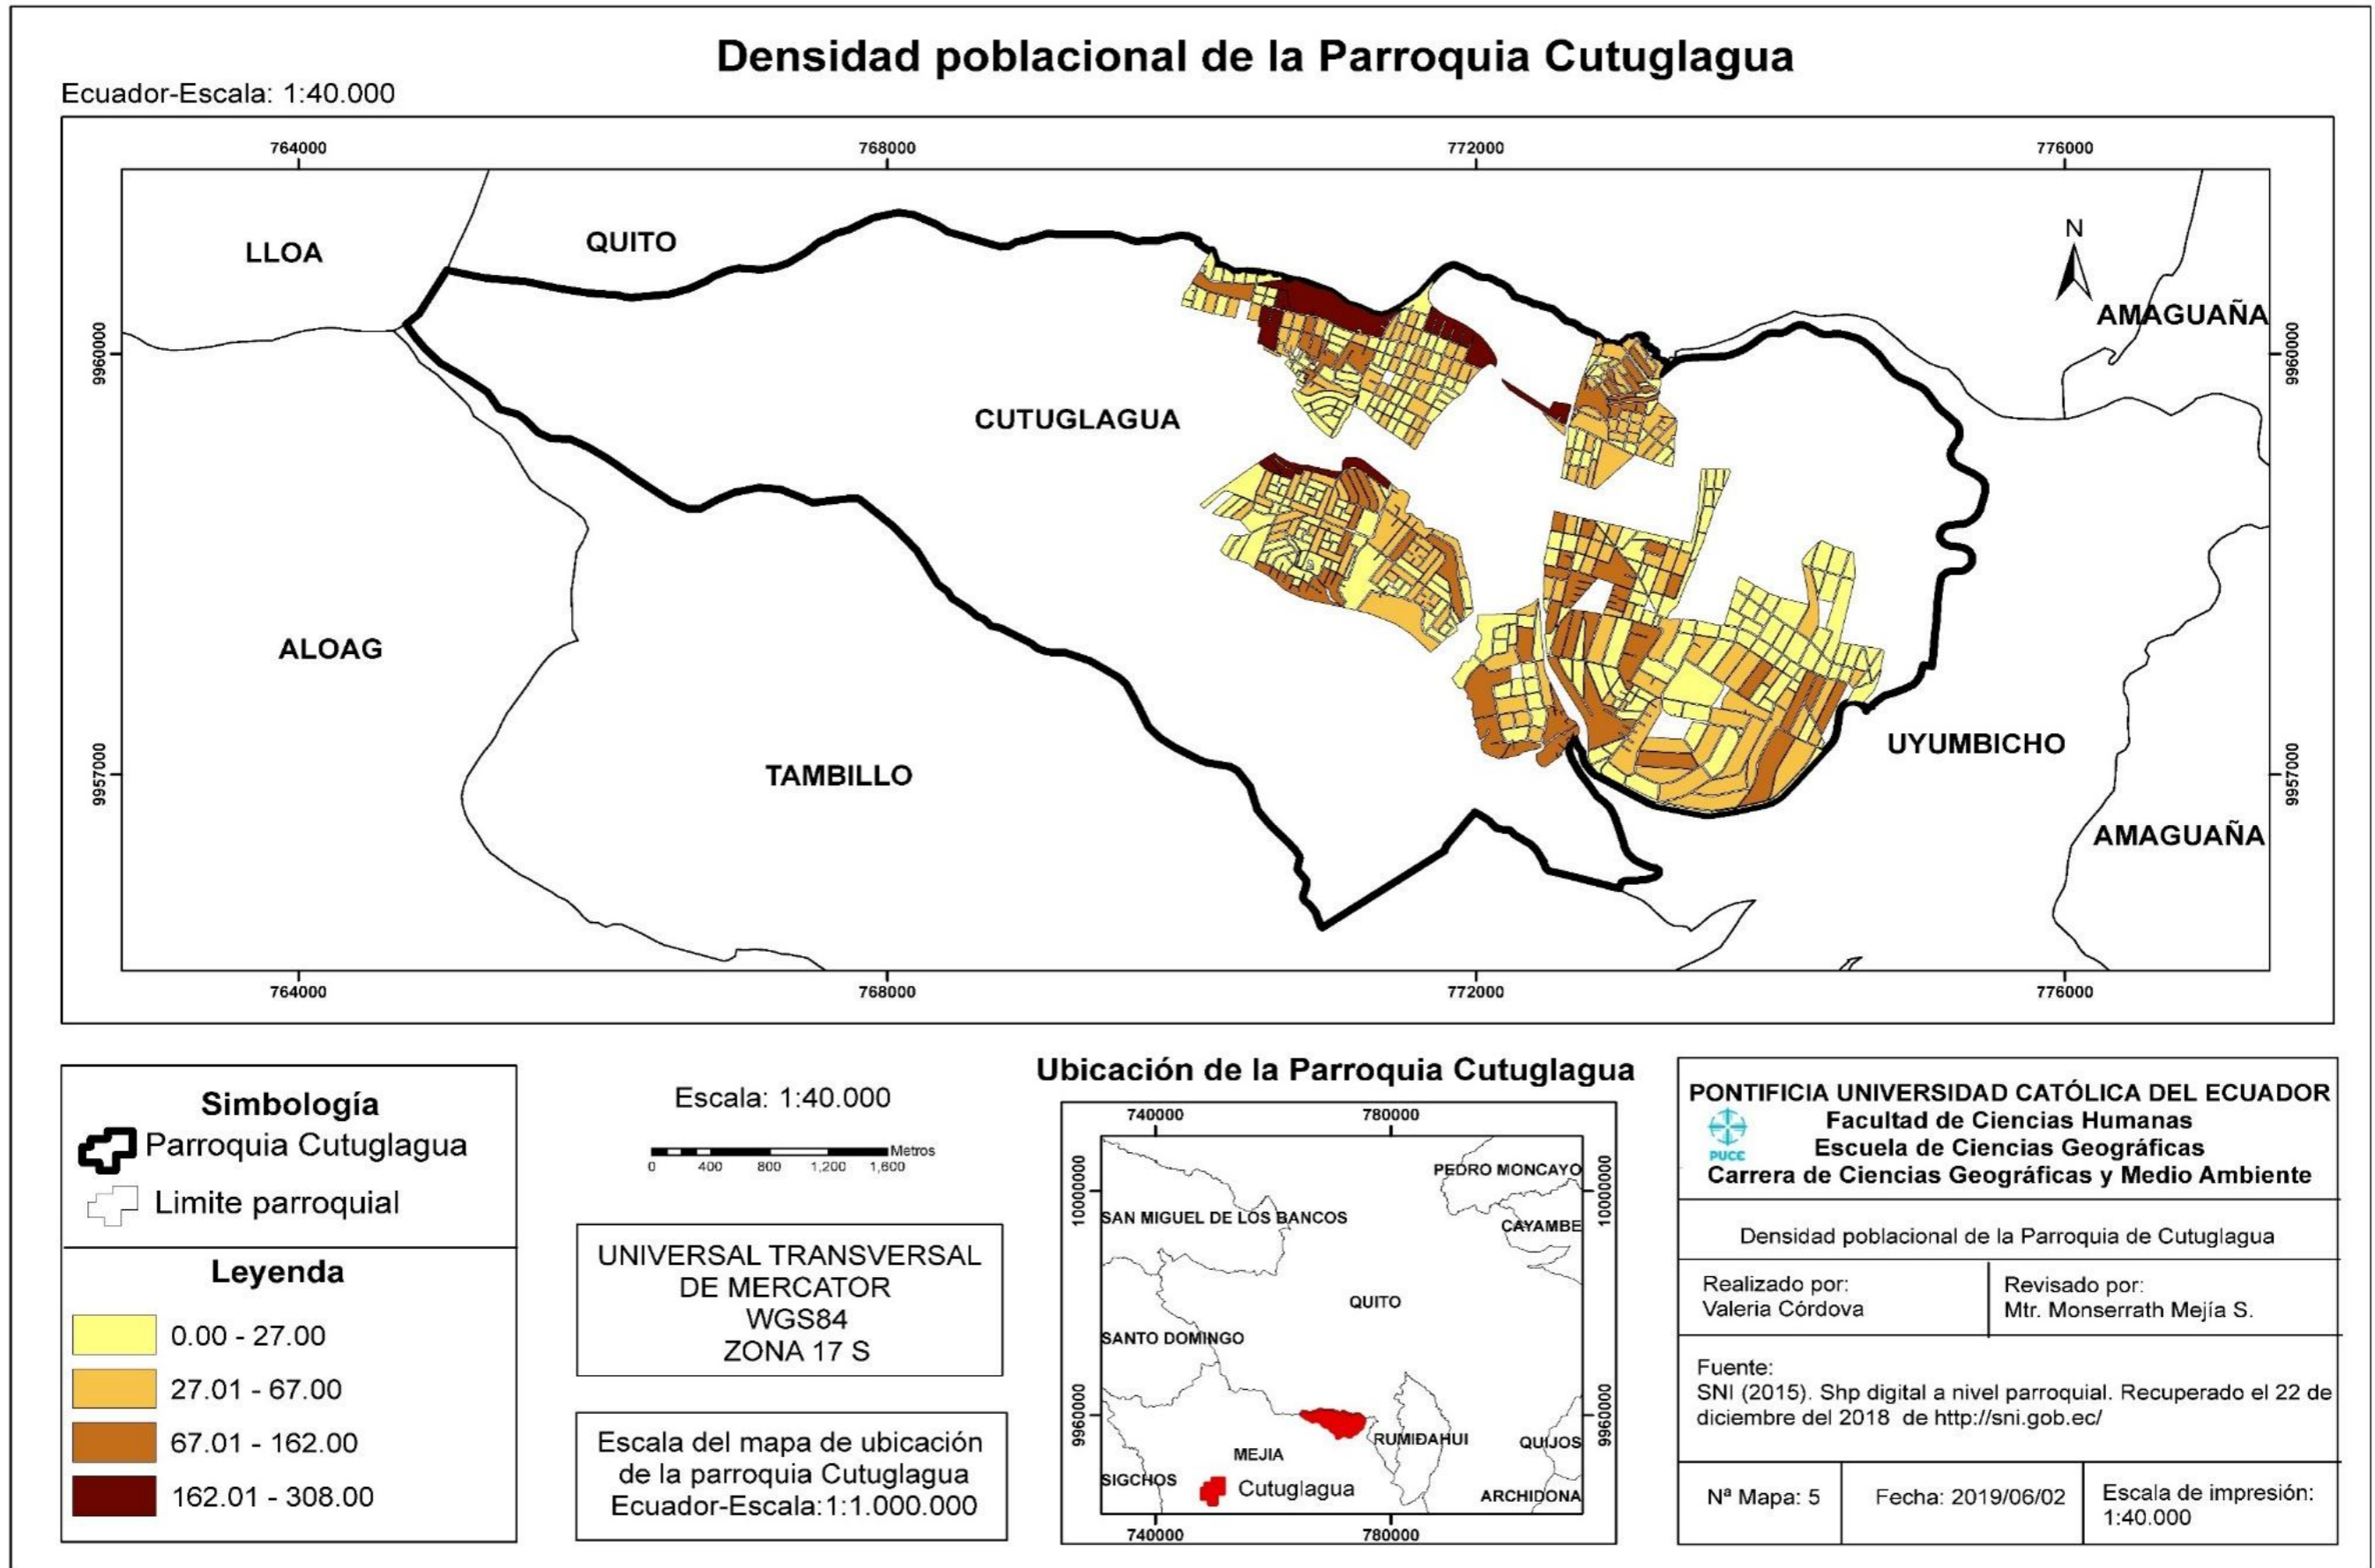 Densidad poblacional de la Parroquia Cutuglagua
Ecuador-Escala: 1:40.000
764000 768000 772000 776000
LLOA
QUITO
N
AMAGUAÑA
9960000
9960000
CUTUGLAGUA
ALOAG
UYUMBICHO
TAMBILLO
9957000
9957000
AMAGUAÑA
764000 768000 772000 776000
Simbología
Parroquia Cutuglagua
Limite parroquial
Leyenda
0.00 - 27.00
27.01 - 67.00
67.01 - 162.00
162.01 - 308.00
Escala: 1:40.000
Metros
0 400 800 1,200 1,600
UNIVERSAL TRANSVERSAL
DE MERCATOR
WGS84
ZONA 17 S
Escala del mapa de ubicación
de la parroquia Cutuglagua
Ecuador-Escala:1:1.000.000
Ubicación de la Parroquia Cutuglagua
740000 780000
PEDRO MONCAYO
10000000
10000000
SAN MIGUEL DE LOS BANCOS
CAYAMBE
QUITO
SANTO DOMINGO
9960000
9960000
RUMIÐAHUI
QUIJOS
MEJIA
SIGCHOS
Cutuglagua
ARCHIDONA
740000 780000
PONTIFICIA UNIVERSIDAD CATÓLICA DEL ECUADOR
Facultad de Ciencias Humanas
Escuela de Ciencias Geográficas
PUCE
Carrera de Ciencias Geográficas y Medio Ambiente
Densidad poblacional de la Parroquia de Cutuglagua
Realizado por:
Valeria Córdova
Revisado por:
Mtr. Monserrath Mejía S.
Fuente:
SNI (2015). Shp digital a nivel parroquial. Recuperado el 22 de
diciembre del 2018 de http://sni.gob.ec/
Nª Mapa: 5
Fecha: 2019/06/02
Escala de impresión:
1:40.000